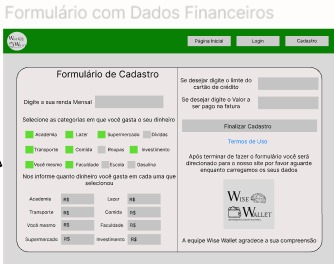 Formulário com Dados Financeiros
Wise
Wallet
Página Inicial
Login
Cadastro
Formulário de Cadastro
Digite a sua renda Mensal
Selecione as categorias em que você gasta o seu dinheiro
Academia
Lazer
Supermercado
Dividas
Transporte
Comida
Roupas
Investimento
Você mesmo
Faculdade
Escola
Gasolina
Nos informe quanto dinheiro você gasta em cada uma que
selecionou
Academia
R$
Lazer
R$
Transporte
R$
Comida
R$
Você mesmo
R$
Faculdade
R$
Supermercado
R$
Investimento
R$
Se desejar digite o limte do
cartão de crédito
Se desejar digite o Valor a
ser pago na fatura
Finalizar Cadastro
Termos de Uso
Após terminar de fazer o formulário você será
direcionado para o nosso site por favor aguarde
enquanto carregamos os seus dados
Wise
Wallet
A equipe Wise Wallet agradece a sua compreensão